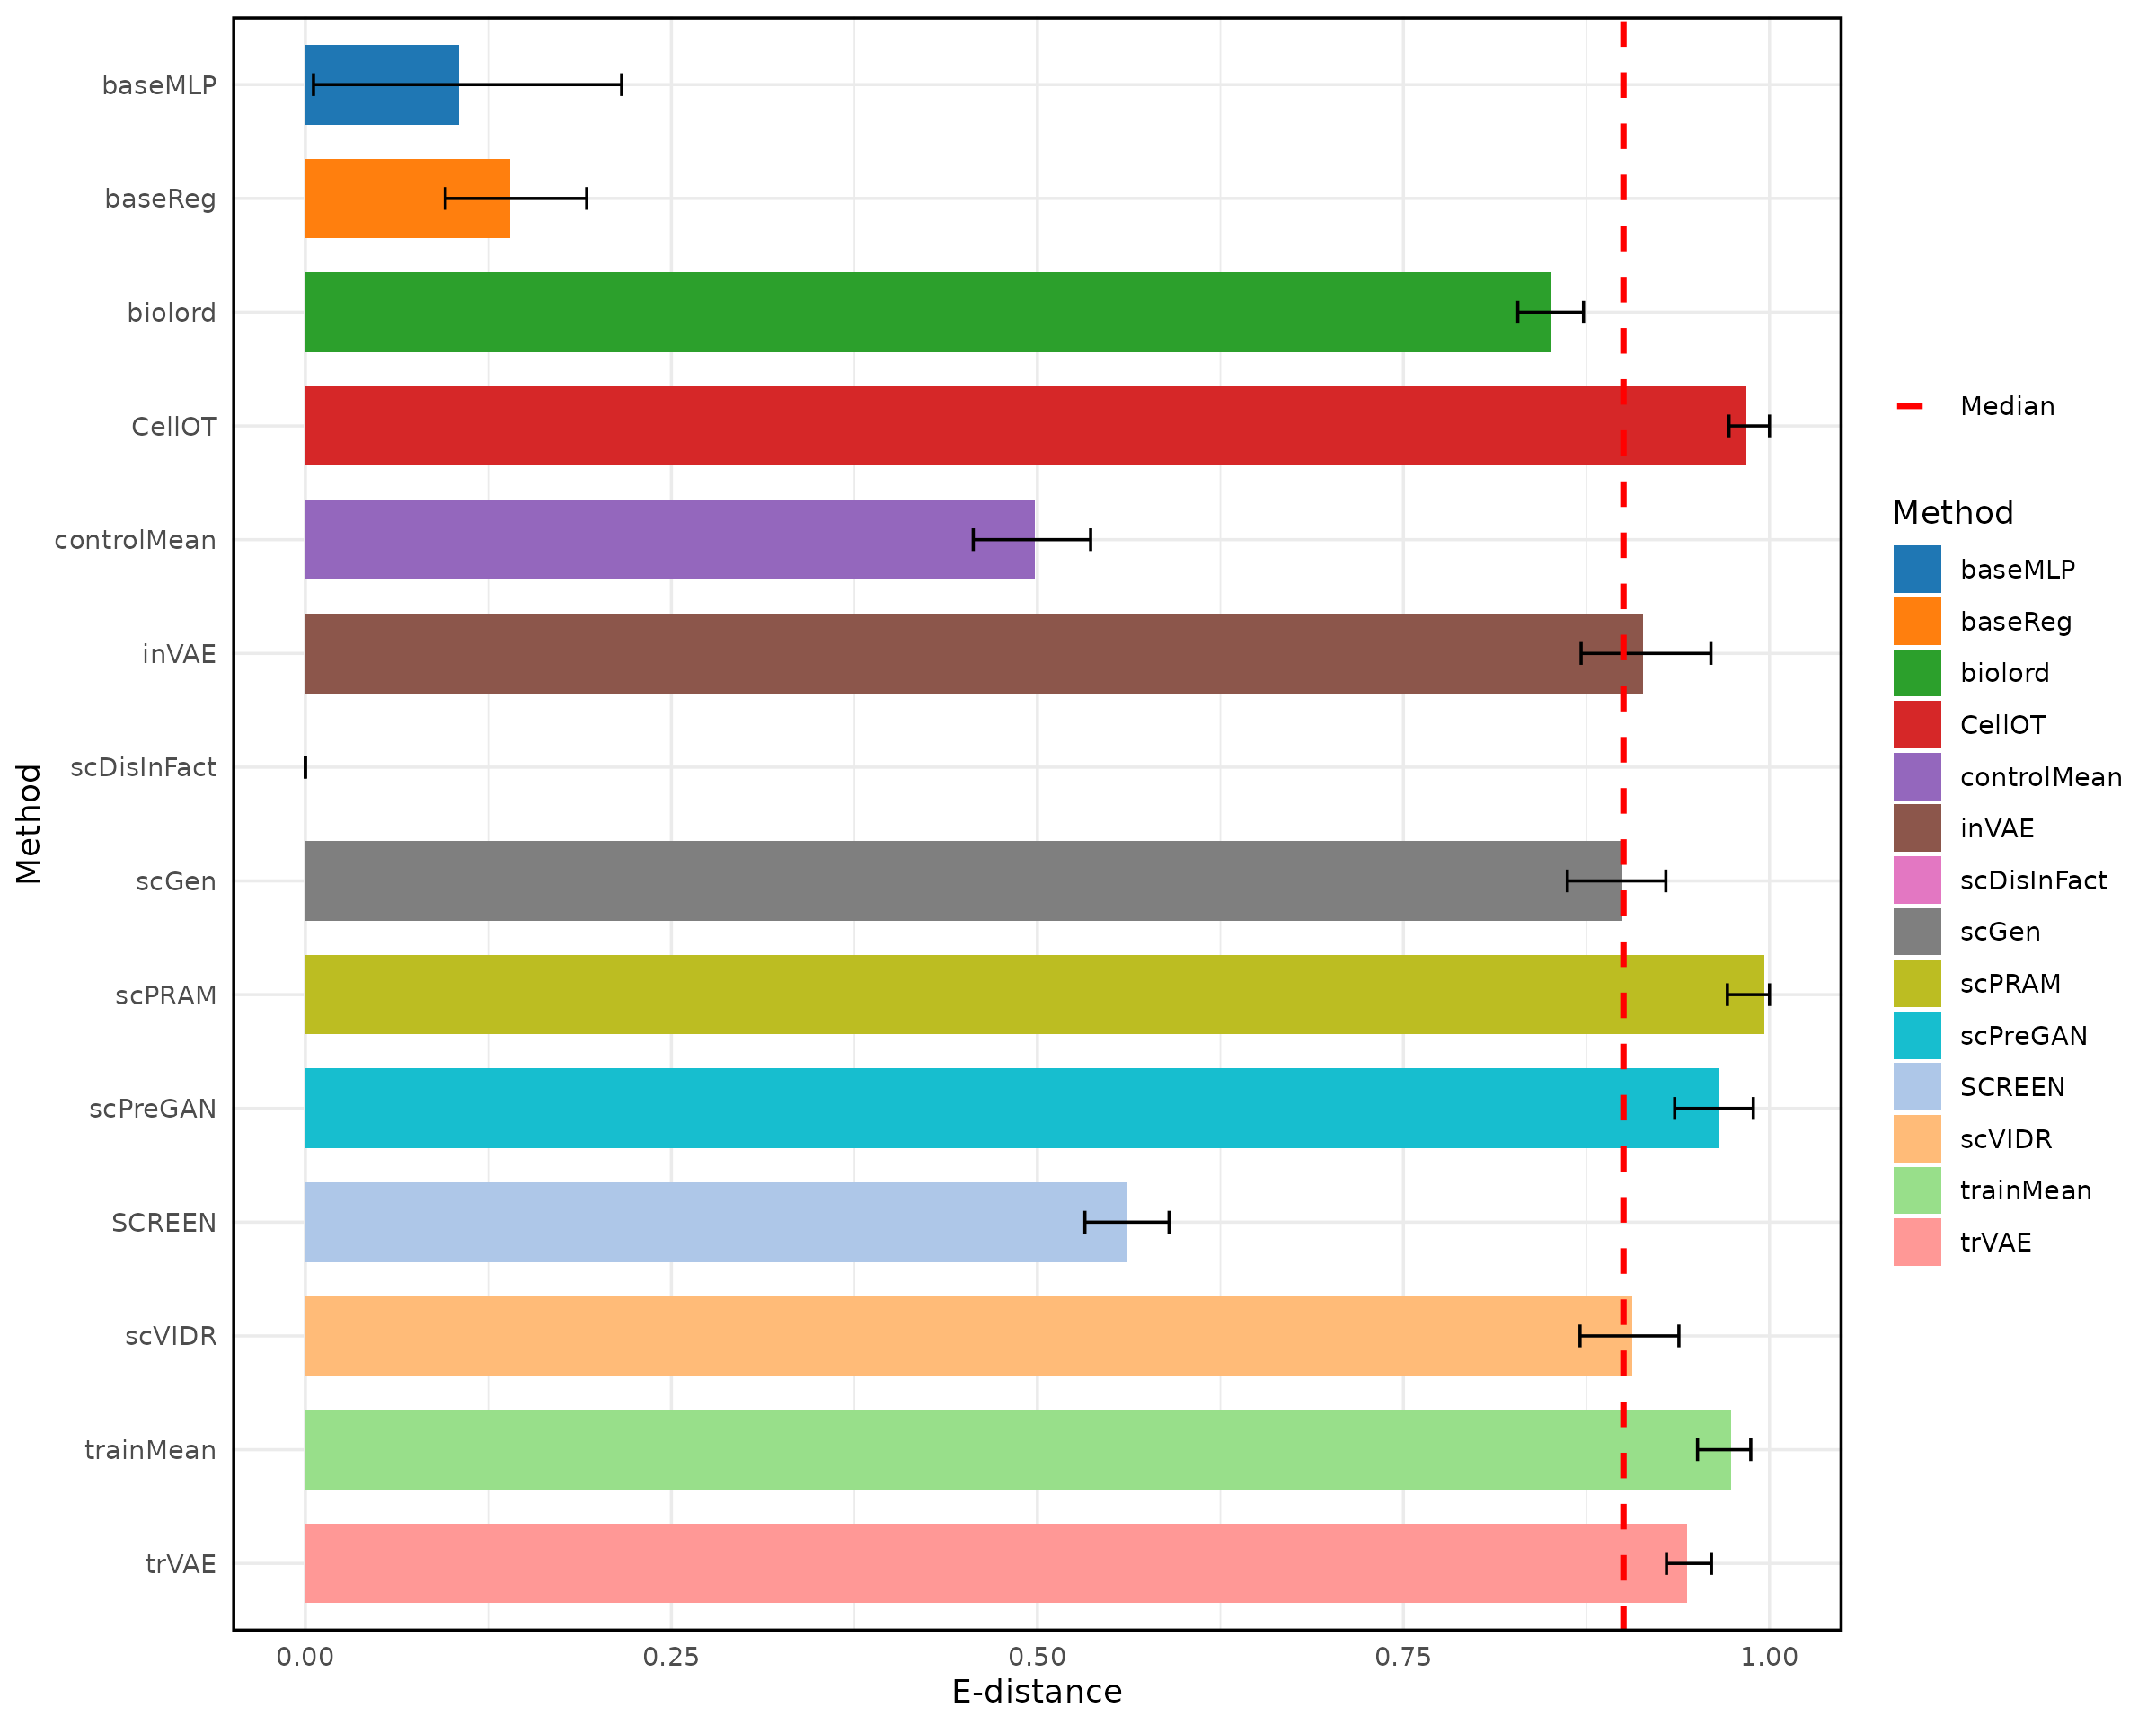 Method
baseMLP
baseReg
biolord
CellOT
controlMean
inVAE
scDisInFact
scGen
scPRAM
scPreGAN
SCREEN
scVIDR
trainMean
trVAE
0.00 0.25 0.50 0.75 1.00
E-distance
Median
Method
baseMLP
baseReg
biolord
CellOT
controlMean
inVAE
scDisInFact
scGen
scPRAM
scPreGAN
SCREEN
scVIDR
trainMean
trVAE